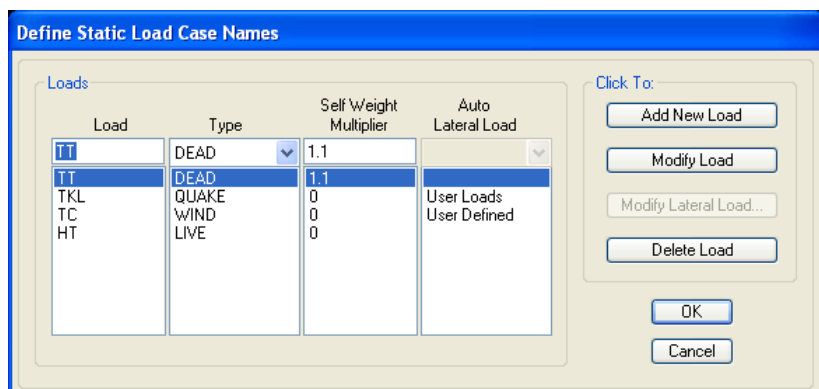 Define Static Load Case Names
Loads
Load Type Self Weight Multiplier Auto Lateral Load
TT DEAD 1.1
TT DEAD 1.1
TKL QUAKE 0 User Loads
TC WIND 0 User Defined
HT LIVE 0
Click To:
Add New Load
Modify Load
Modify Lateral Load...
Delete Load
OK
Cancel